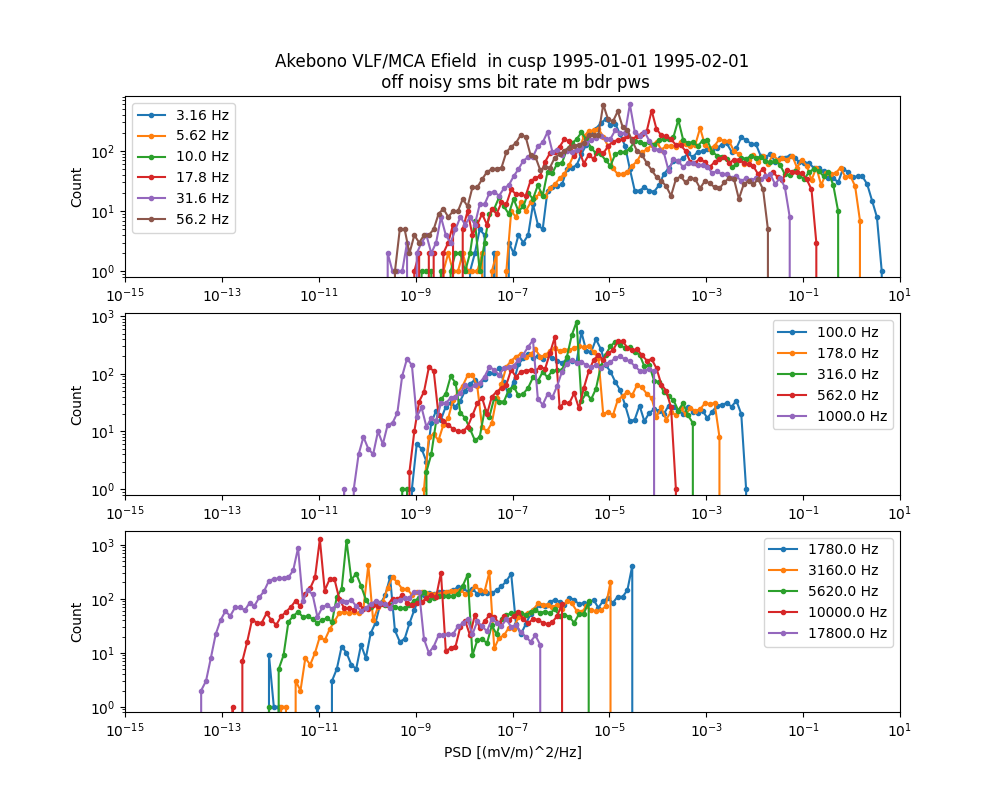 Akebono VLF/MCA Efield  in cusp 1995-01-01 1995-02-01
off noisy sms bit rate m bdr pws
Count
10^2
10^1
10^0
3.16 Hz
5.62 Hz
10.0 Hz
17.8 Hz
31.6 Hz
56.2 Hz
10^-15 10^-13 10^-11 10^-9 10^-7 10^-5 10^-3 10^-1 10^1
Count
10^3
10^2
10^1
10^0
100.0 Hz
178.0 Hz
316.0 Hz
562.0 Hz
1000.0 Hz
10^-15 10^-13 10^-11 10^-9 10^-7 10^-5 10^-3 10^-1 10^1
Count
10^3
10^2
10^1
10^0
1780.0 Hz
3160.0 Hz
5620.0 Hz
10000.0 Hz
17800.0 Hz
10^-15 10^-13 10^-11 10^-9 10^-7 10^-5 10^-3 10^-1 10^1
PSD [(mV/m)^2/Hz]